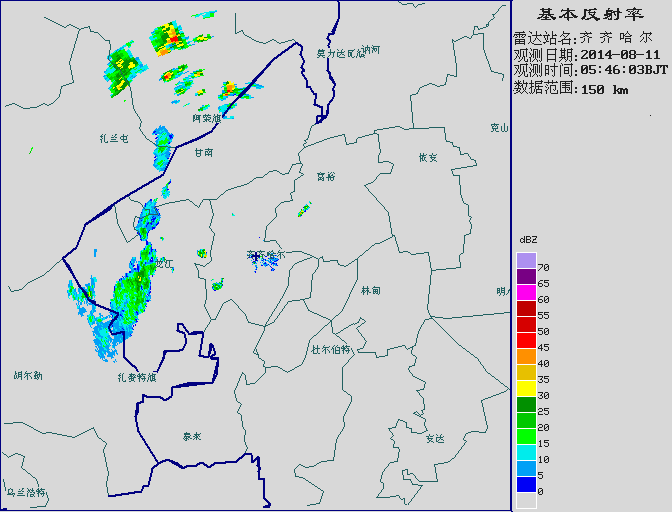 基本反射率
雷达站名:齐 齐 哈 尔
观测日期:2014-08-11
观测时间:05:46:03BJT
数据范围:150 km
莫力达瓦旗
讷河
阿荣旗
扎兰屯
甘南
克山
依安
富裕
齐齐哈尔
龙江
林甸
明水
杜尔伯特
胡尔勒
扎赉特旗
泰来
安达
乌兰浩特
dBZ
70
65
60
55
50
45
40
35
30
25
20
15
10
5
0